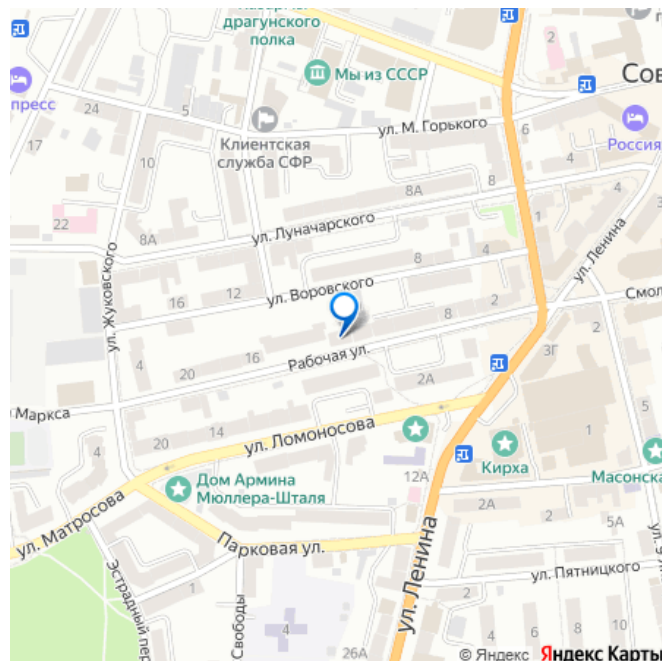 драгунского
полка
Мы из СССР
Сов
пресс
24
5
Клиентская
служба СФР
ул. М. Горького
6
4
Россия
17
10
8А
8
22
8А
ул. Луначарского
1
ул. Ленина
ул. Жуковского
8
4
ул. Воровского
16
12
8
2
Смол
4
20
16
Рабочая ул.
2А
3Г
Маркса
20
14
ул. Ломоносова
1
Кирха
12А
Дом Армина
Мюллера-Шталя
Масонска
4
2А
2
5А
ул. Матросова
Парковая ул.
ул. Ленина
1
ул. Пятницкого
Эстрадный пер
Свободы
4
2
1
30А
4
© Яндекс Яндекс Карты